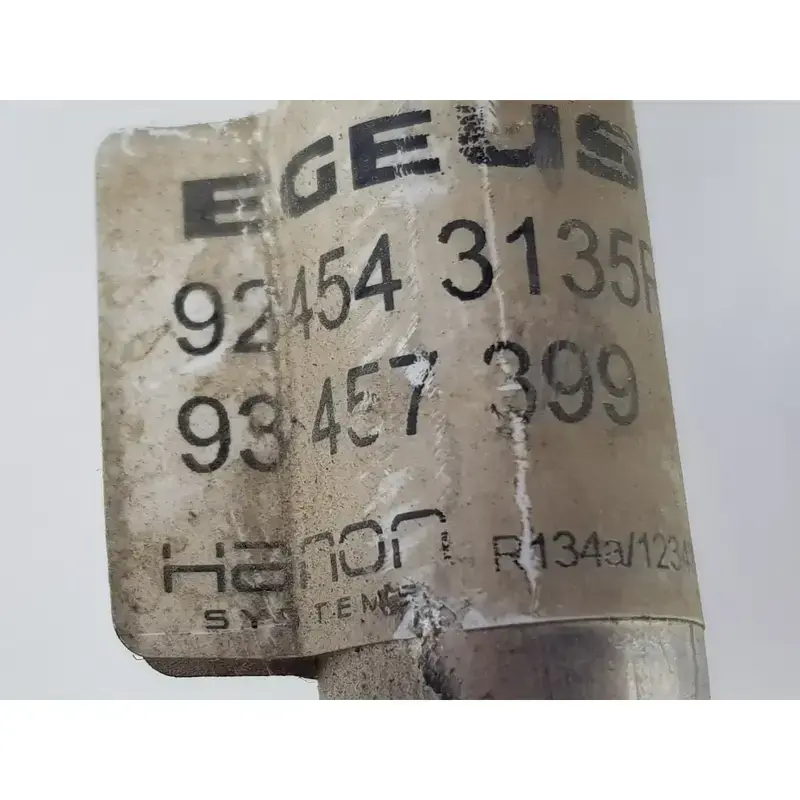 EGEUS
92454 3135R
93 457 399
Hanon
SYSTEMS
R134a/1234